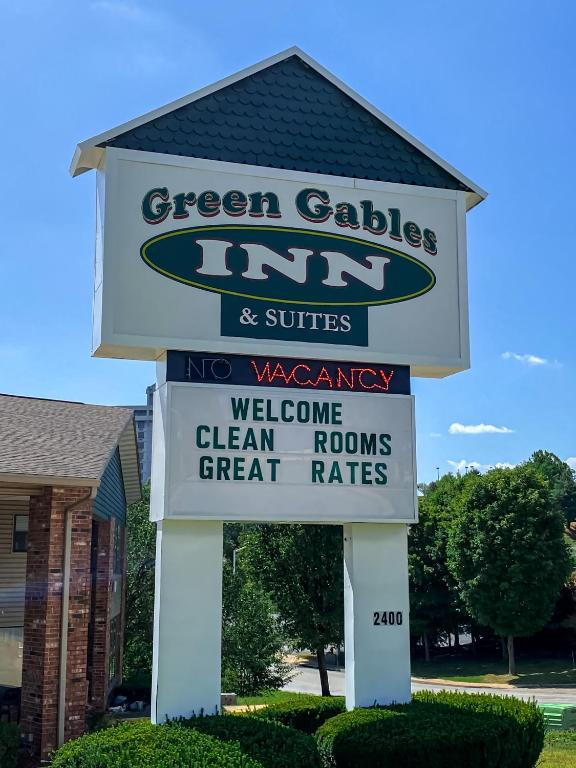 Green Gables
INN
& SUITES
NO VACANCY
WELCOME
CLEAN ROOMS
GREAT RATES
2400